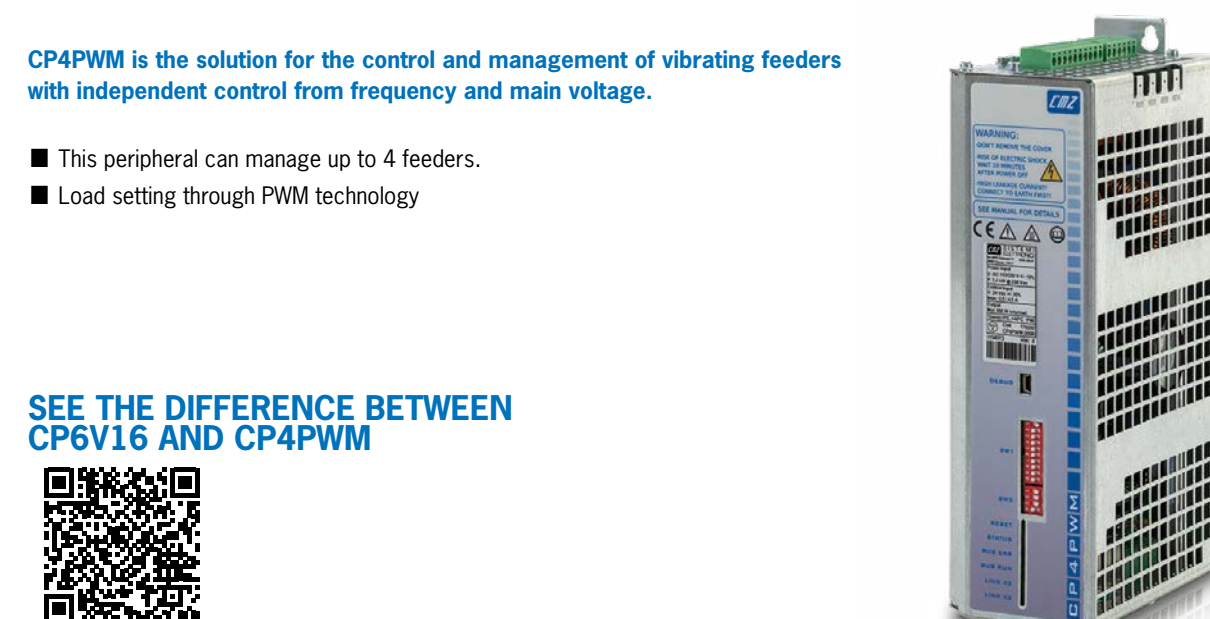 CP4PWM is the solution for the control and management of vibrating feeders
with independent control from frequency and main voltage.
This peripheral can manage up to 4 feeders.
Load setting through PWM technology
SEE THE DIFFERENCE BETWEEN
CP6V16 AND CP4PWM
CMZ
WARNING:
-DON'T REMOVE THE COVER
-RISK OF ELECTRIC SHOCK
WAIT 10 MINUTES
AFTER POWER OFF
-HIGH LEAKAGE CURRENT!
CONNECT TO EARTH FIRST!
SEE MANUAL FOR DETAILS
CE
CMZ
DEBUG
SW1
SW2
RESET
STATUS
BUS ERR
BUS RUN
CP4PWM